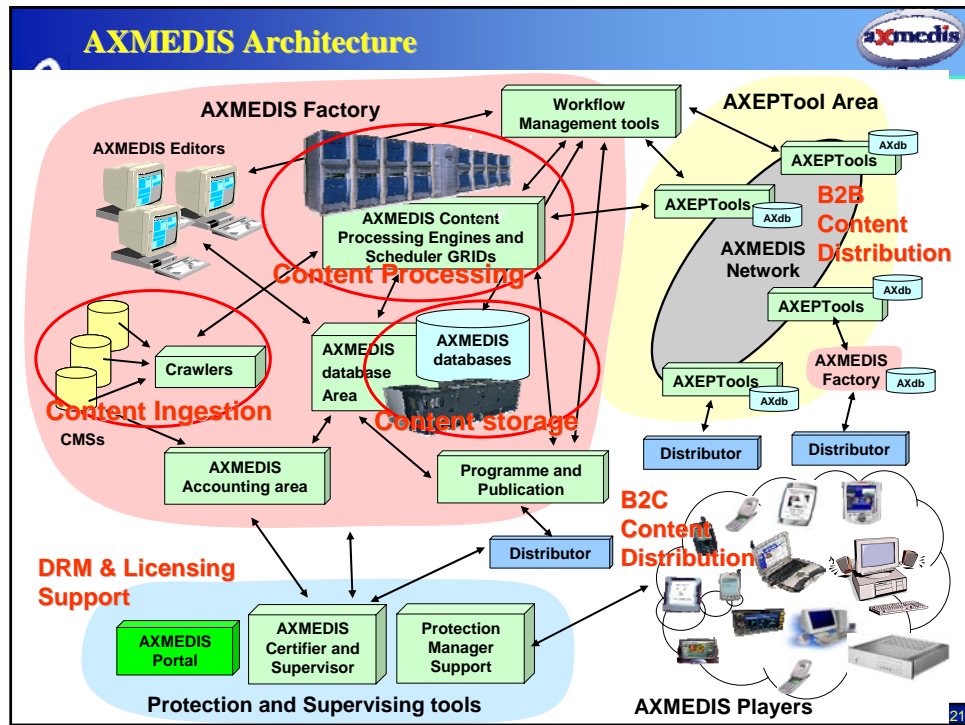 AXMEDIS Architecture
axmedis
AXMEDIS Factory
Workflow
Management tools
AXEPTool Area
AXMEDIS Editors
AXdb
AXEPTools
AXEPTools
AXdb
B2B
Content
Distribution
AXMEDIS Content
Processing Engines and
Scheduler GRIDs
Content Processing
AXMEDIS
Network
AXdb
AXEPTools
AXMEDIS
databases
AXMEDIS
database
Area
Crawlers
Content Ingestion
CMSs
Content storage
AXMEDIS
Factory
AXdb
AXEPTools
AXdb
Distributor
Distributor
AXMEDIS
Accounting area
Programme and
Publication
B2C
Content
Distribution
Distributor
DRM & Licensing
Support
AXMEDIS
Portal
AXMEDIS
Certifier and
Supervisor
Protection
Manager
Support
Protection and Supervising tools
AXMEDIS Players
21